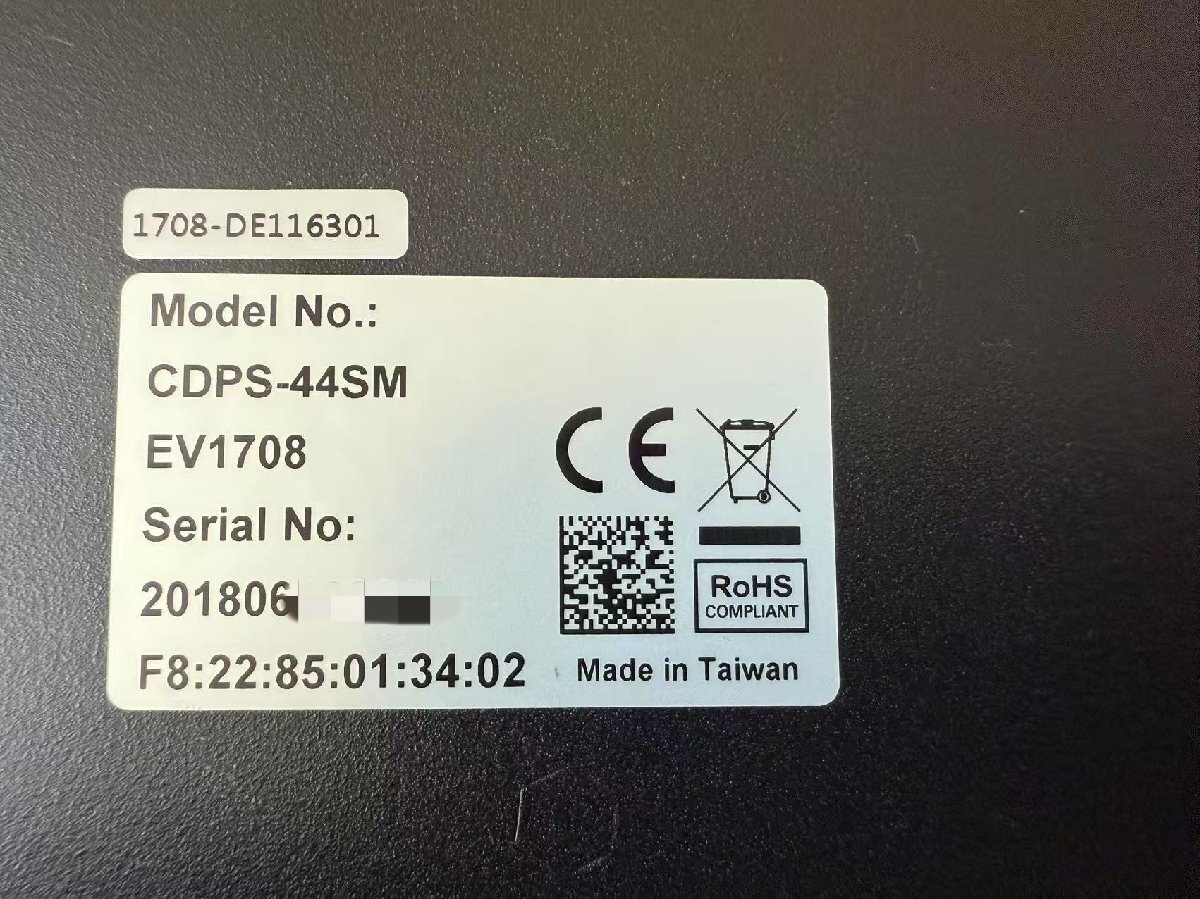 1708-DE116301
Model No.:
CDPS-44SM
EV1708
Serial No:
201806
F8:22:85:01:34:02
CE
RoHS
COMPLIANT
Made in Taiwan